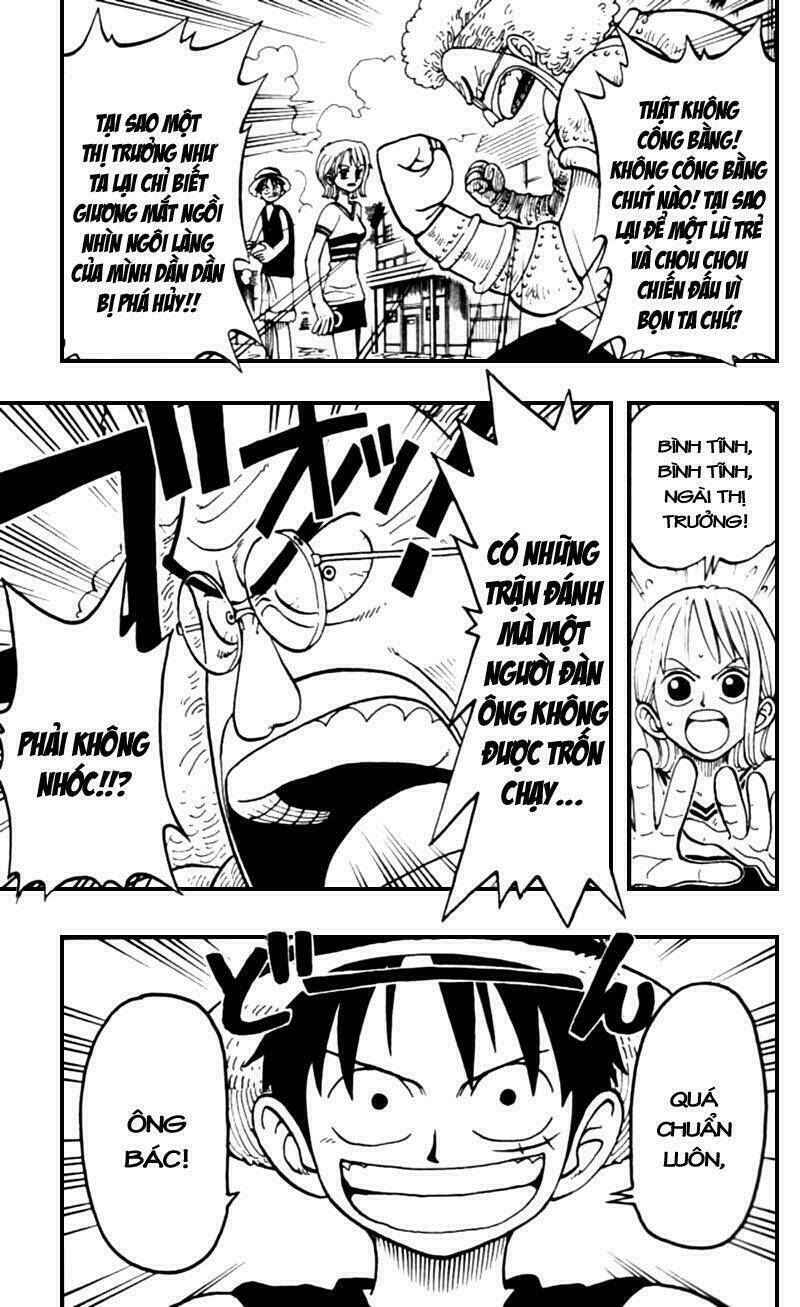 THẬT KHÔNG
CÔNG BẰNG!
KHÔNG CÔNG BẰNG
CHÚT NÀO! TẠI SAO
LẠI ĐỂ MỘT LŨ TRẺ
VÀ CHOU CHOU
CHIẾN ĐẤU VÌ
BỌN TA CHỨ!
TẠI SAO MỘT
THỊ TRƯỞNG NHƯ
TA LẠI CHỈ BIẾT
GIƯƠNG MẮT NGỒI
NHÌN NGÔI LÀNG
CỦA MÌNH DẦN DẦN
BỊ PHÁ HỦY!!
BÌNH TĨNH,
BÌNH TĨNH,
NGÀI THỊ
TRƯỞNG!
CÓ NHỮNG
TRẬN ĐÁNH
MÀ MỘT
NGƯỜI ĐÀN
ÔNG KHÔNG
ĐƯỢC TRỐN
CHẠY...
PHẢI KHÔNG
NHÓC!!?
QUÁ
CHUẨN
LUÔN,
ÔNG
BÁC!
どん